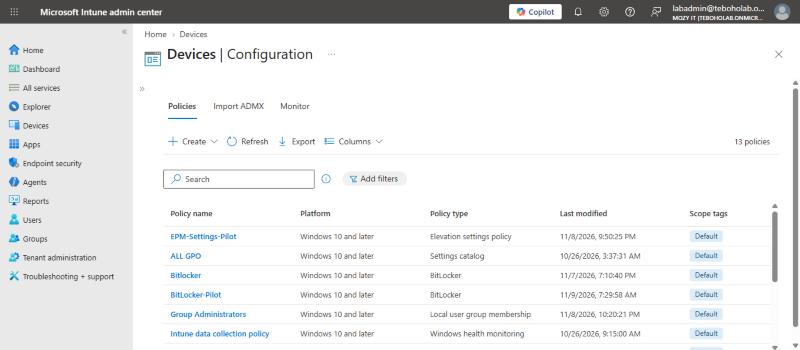 Microsoft Intune admin center
Copilot
labadmin@teboholab.o...
MOZY IT (TEBOHOLAB.ONMICR...
Home
Dashboard
All services
Explorer
Devices
Apps
Endpoint security
Agents
Reports
Users
Groups
Tenant administration
Troubleshooting + support
Home > Devices
Devices | Configuration ...
Policies Import ADMX Monitor
Create Refresh Export Columns 13 policies
Search Add filters
Policy name Platform Policy type Last modified Scope tags
EPM-Settings-Pilot Windows 10 and later Elevation settings policy 11/8/2026, 9:50:25 PM Default
ALL GPO Windows 10 and later Settings catalog 10/26/2026, 3:37:31 AM Default
Bitlocker Windows 10 and later BitLocker 11/7/2026, 7:10:40 PM Default
BitLocker-Pilot Windows 10 and later BitLocker 11/9/2026, 7:29:58 AM Default
Group Administrators Windows 10 and later Local user group membership 11/8/2026, 10:20:21 PM Default
Intune data collection policy Windows 10 and later Windows health monitoring 10/26/2026, 9:15:00 AM Default